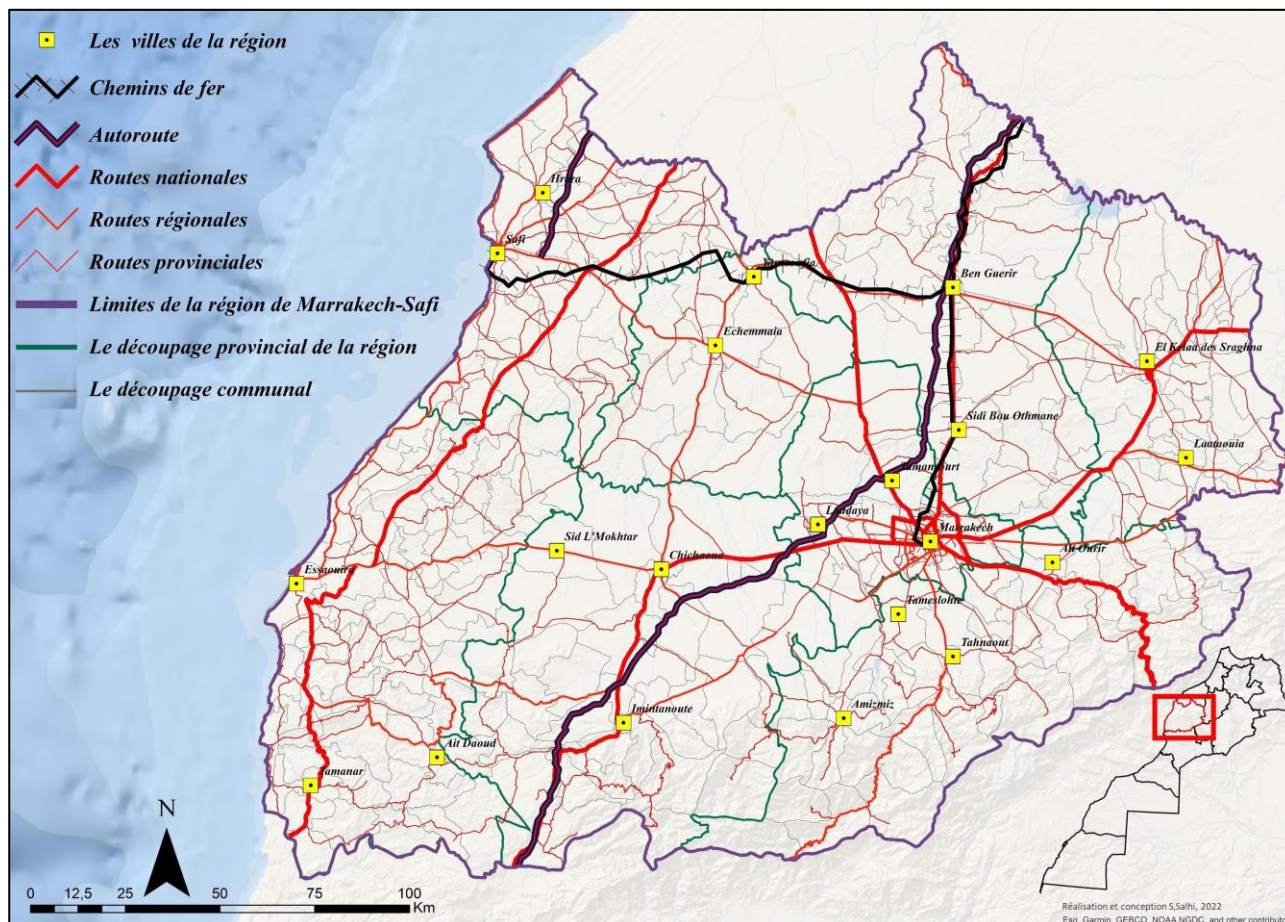 Les villes de la région
Chemins de fer
Autoroute
Routes nationales
Routes régionales
Routes provinciales
Limites de la région de Marrakech-Safi
Le découpage provincial de la région
Le découpage communal
Hrara
Safi
Ben Guerir
Echemmaia
El Kelaa des Sraghna
Sidi Bou Othmane
Laataouia
Tamansourt
Loudaya
Marrakech
Sid L'Mokhtar
Chichaoua
Ait Ourir
Essaouira
Tameslohte
Tahnaout
Imintanoute
Amizmiz
Ait Daoud
Tamanar
N
0 12,5 25 50 75 100
Km
Réalisation et conception S,Salhi, 2022
Esri, Garmin, GEBCO, NOAA NGDC, and other contributo